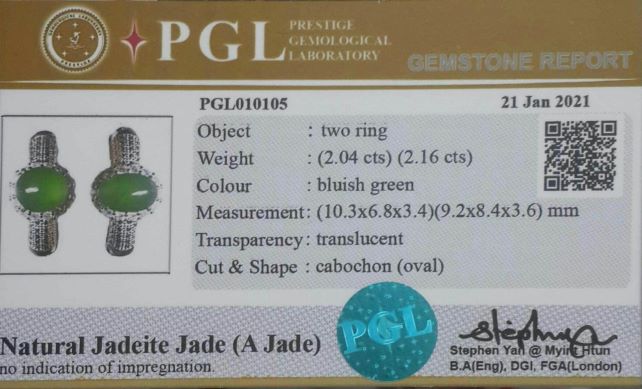 PGL
PRESTIGE
GEMOLOGICAL
LABORATORY
GEMSTONE REPORT
PGL010105
21 Jan 2021
Object : two ring
Weight : (2.04 cts) (2.16 cts)
Colour : bluish green
Measurement : (10.3x6.8x3.4)(9.2x8.4x3.6) mm
Transparency : translucent
Cut & Shape : cabochon (oval)
PGL
Natural Jadeite Jade (A Jade)
no indication of impregnation.
Stephen Yan @ Myint Htun
B.A(Eng), DGI, FGA(London)